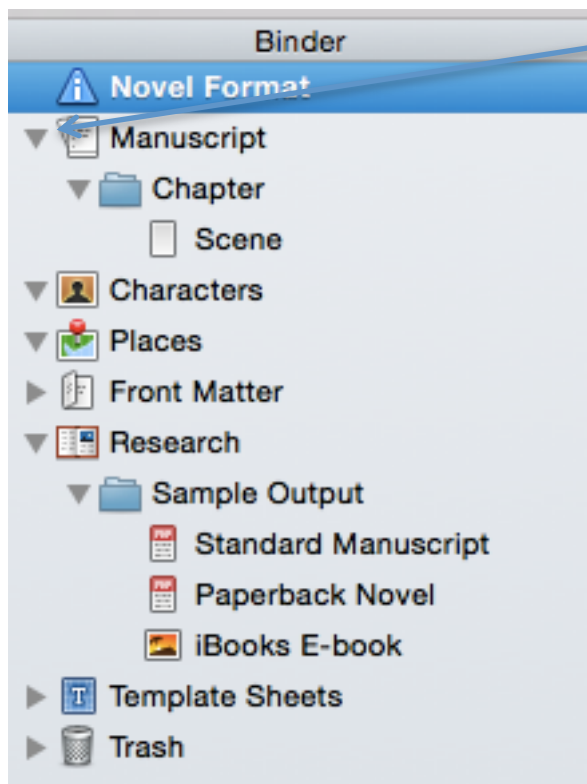 Binder
Novel Format
Manuscript
Chapter
Scene
Characters
Places
Front Matter
Research
Sample Output
Standard Manuscript
Paperback Novel
iBooks E-book
Template Sheets
Trash